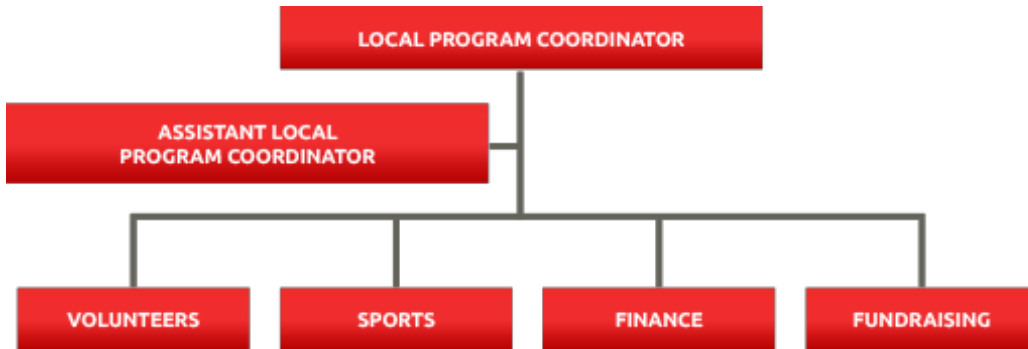 LOCAL PROGRAM COORDINATOR
ASSISTANT LOCAL
PROGRAM COORDINATOR
VOLUNTEERS
SPORTS
FINANCE
FUNDRAISING